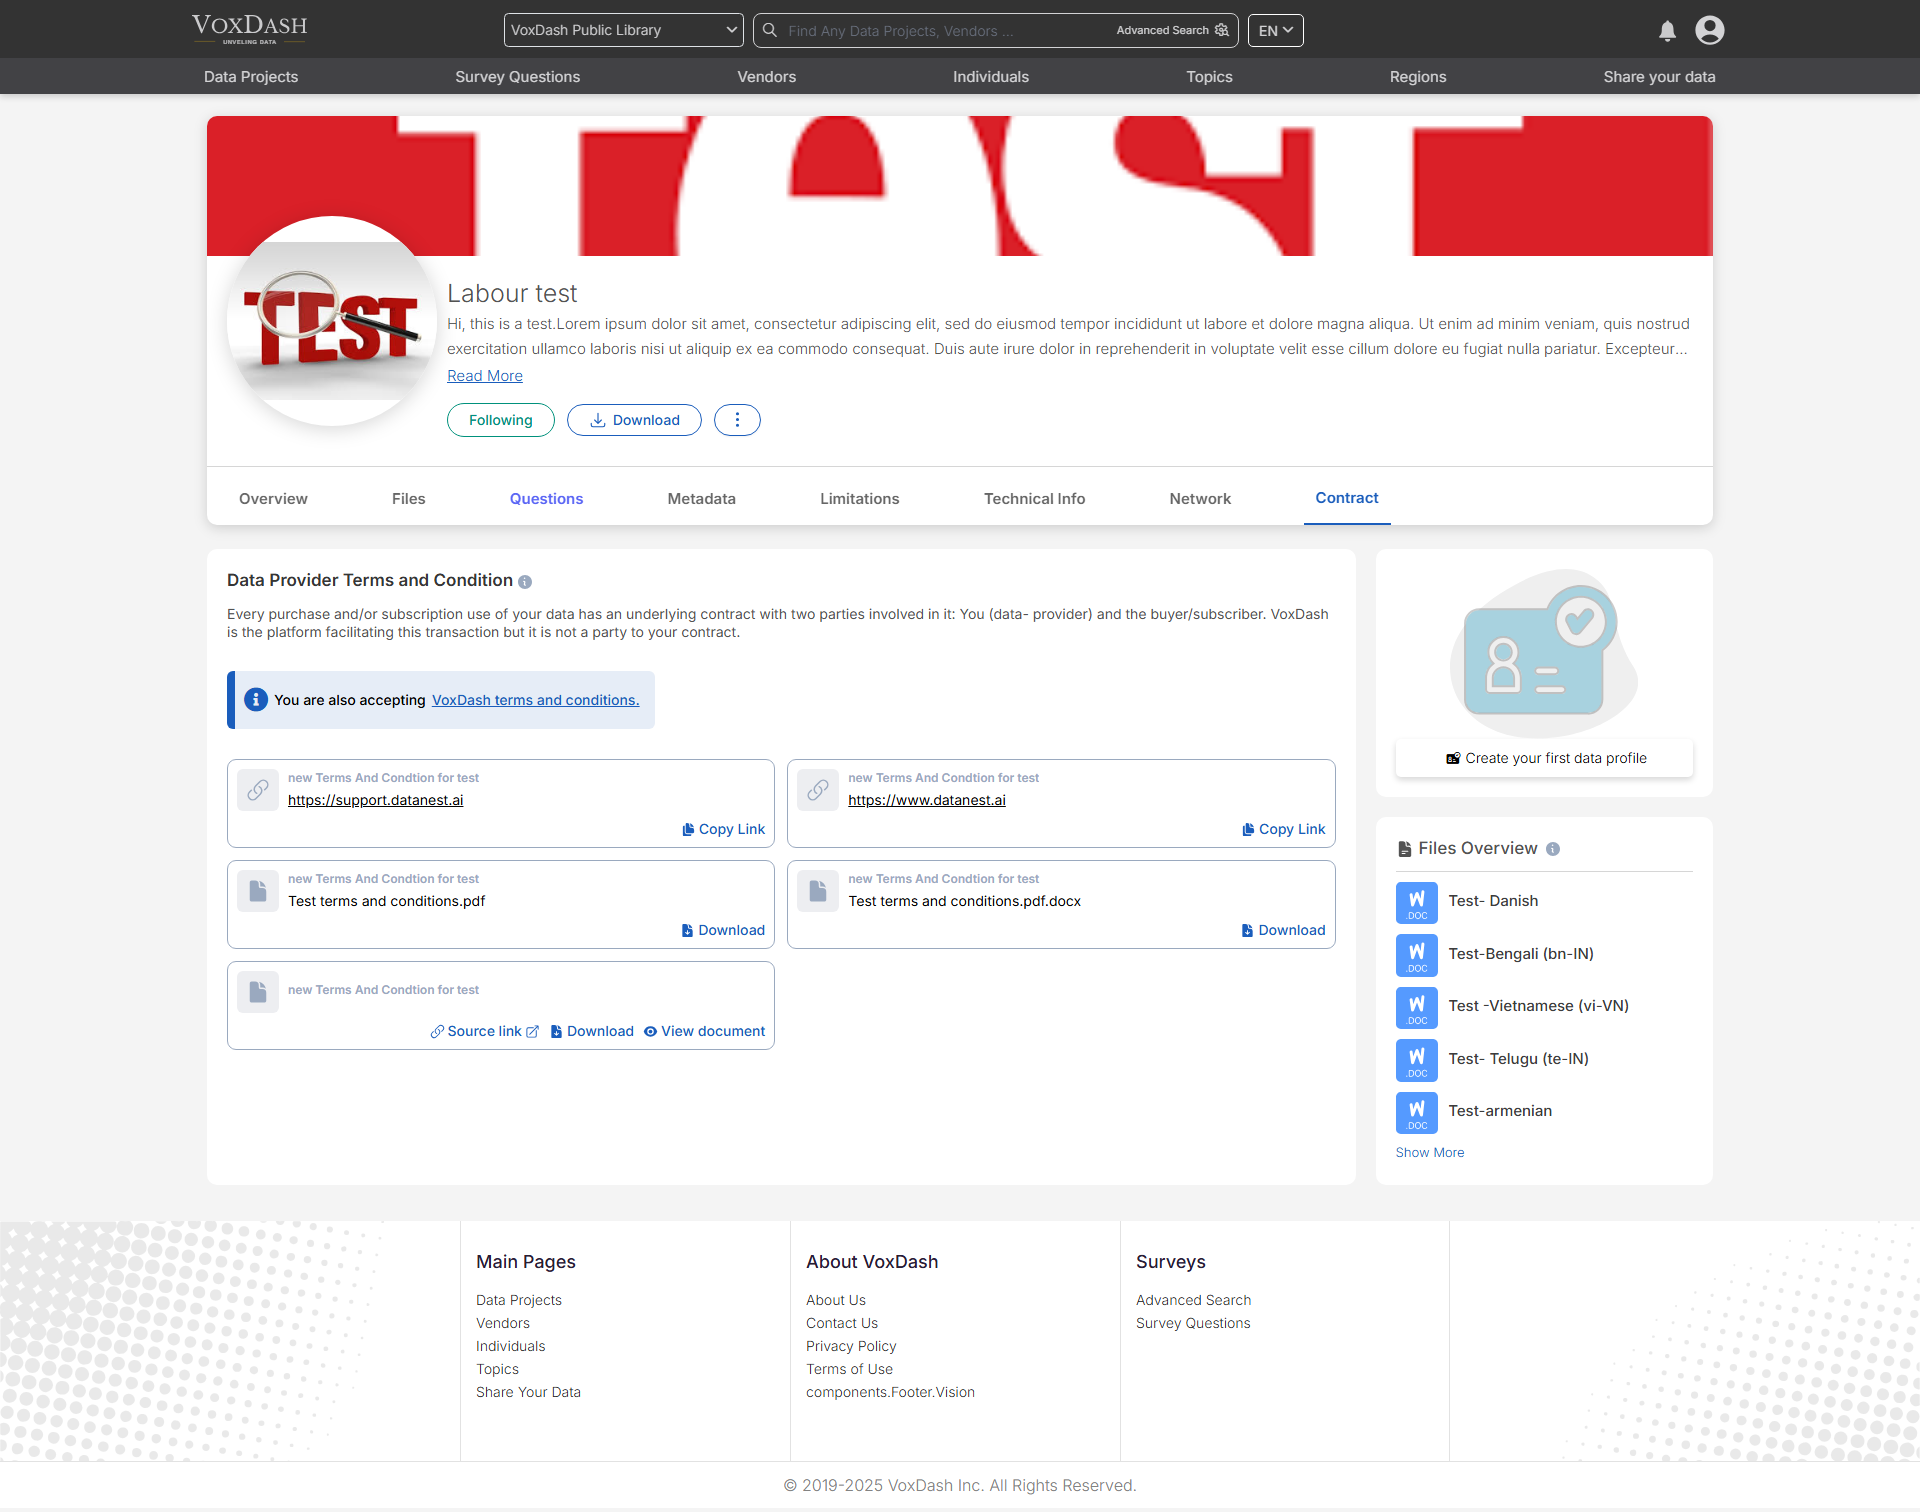 VOXDASH
UNVELING DATA
VoxDash Public Library
Find Any Data Projects, Vendors ...
Advanced Search
EN
Data Projects
Survey Questions
Vendors
Individuals
Topics
Regions
Share your data
TEST
Labour test
Hi, this is a test.Lorem ipsum dolor sit amet, consectetur adipiscing elit, sed do eiusmod tempor incididunt ut labore et dolore magna aliqua. Ut enim ad minim veniam, quis nostrud
exercitation ullamco laboris nisi ut aliquip ex ea commodo consequat. Duis aute irure dolor in reprehenderit in voluptate velit esse cillum dolore eu fugiat nulla pariatur. Excepteur...
Read More
Following
Download
Overview
Files
Questions
Metadata
Limitations
Technical Info
Network
Contract
Data Provider Terms and Condition
Every purchase and/or subscription use of your data has an underlying contract with two parties involved in it: You (data- provider) and the buyer/subscriber. VoxDash
is the platform facilitating this transaction but it is not a party to your contract.
You are also accepting VoxDash terms and conditions.
new Terms And Condtion for test
https://support.datanest.ai
Copy Link
new Terms And Condtion for test
https://www.datanest.ai
Copy Link
new Terms And Condtion for test
Test terms and conditions.pdf
Download
new Terms And Condtion for test
Test terms and conditions.pdf.docx
Download
new Terms And Condtion for test
Source link
Download
View document
Create your first data profile
Files Overview
W
.DOC
Test- Danish
W
.DOC
Test-Bengali (bn-IN)
W
.DOC
Test -Vietnamese (vi-VN)
W
.DOC
Test- Telugu (te-IN)
W
.DOC
Test-armenian
Show More
Main Pages
Data Projects
Vendors
Individuals
Topics
Share Your Data
About VoxDash
About Us
Contact Us
Privacy Policy
Terms of Use
components.Footer.Vision
Surveys
Advanced Search
Survey Questions
© 2019-2025 VoxDash Inc. All Rights Reserved.